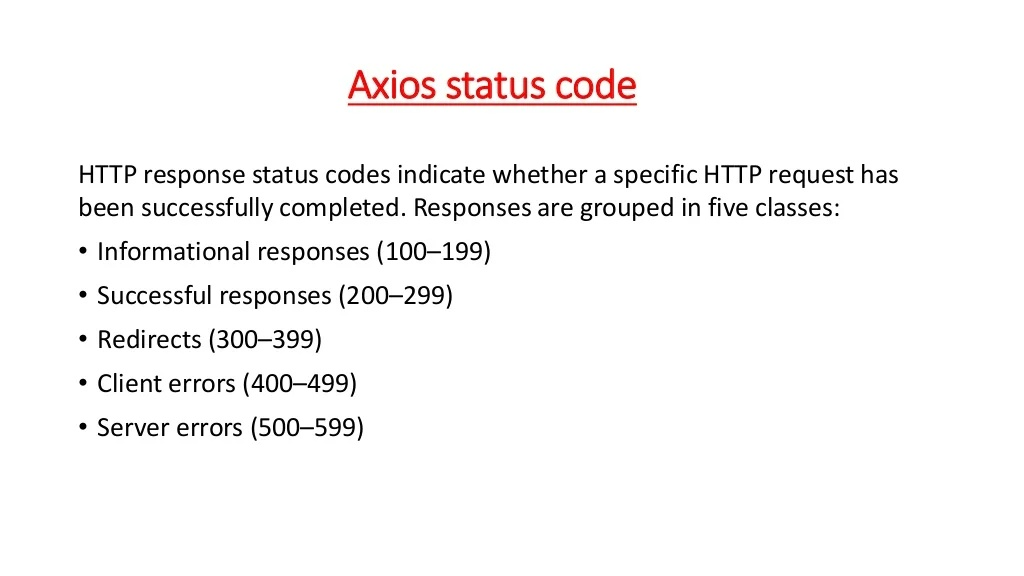 Axios status code
HTTP response status codes indicate whether a specific HTTP request has
been successfully completed. Responses are grouped in five classes:
• Informational responses (100–199)
• Successful responses (200–299)
• Redirects (300–399)
• Client errors (400–499)
• Server errors (500–599)